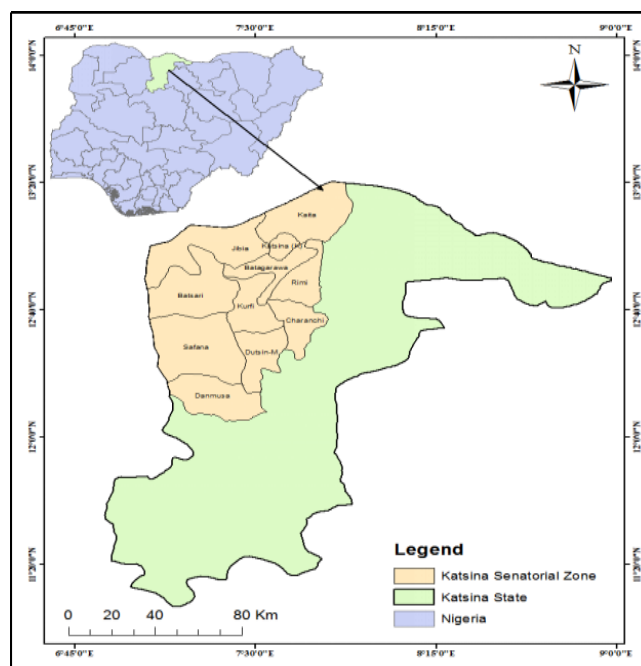 6°45'0"E 7°30'0"E 8°15'0"E 9°0'0"E
14°0'0"N 14°0'0"N
N
13°20'0"N 13°20'0"N
Kaita
Jibia Katsina (K)
Batagarawa
Rimi
Batsari
Kurfi
12°40'0"N 12°40'0"N
Charanchi
Safana
Dutsin-M
Danmusa
12°0'0"N 12°0'0"N
Legend
Katsina Senatorial Zone
11°20'0"N 11°20'0"N
Katsina State
Nigeria
0 20 40 80 Km
6°45'0"E 7°30'0"E 8°15'0"E 9°0'0"E